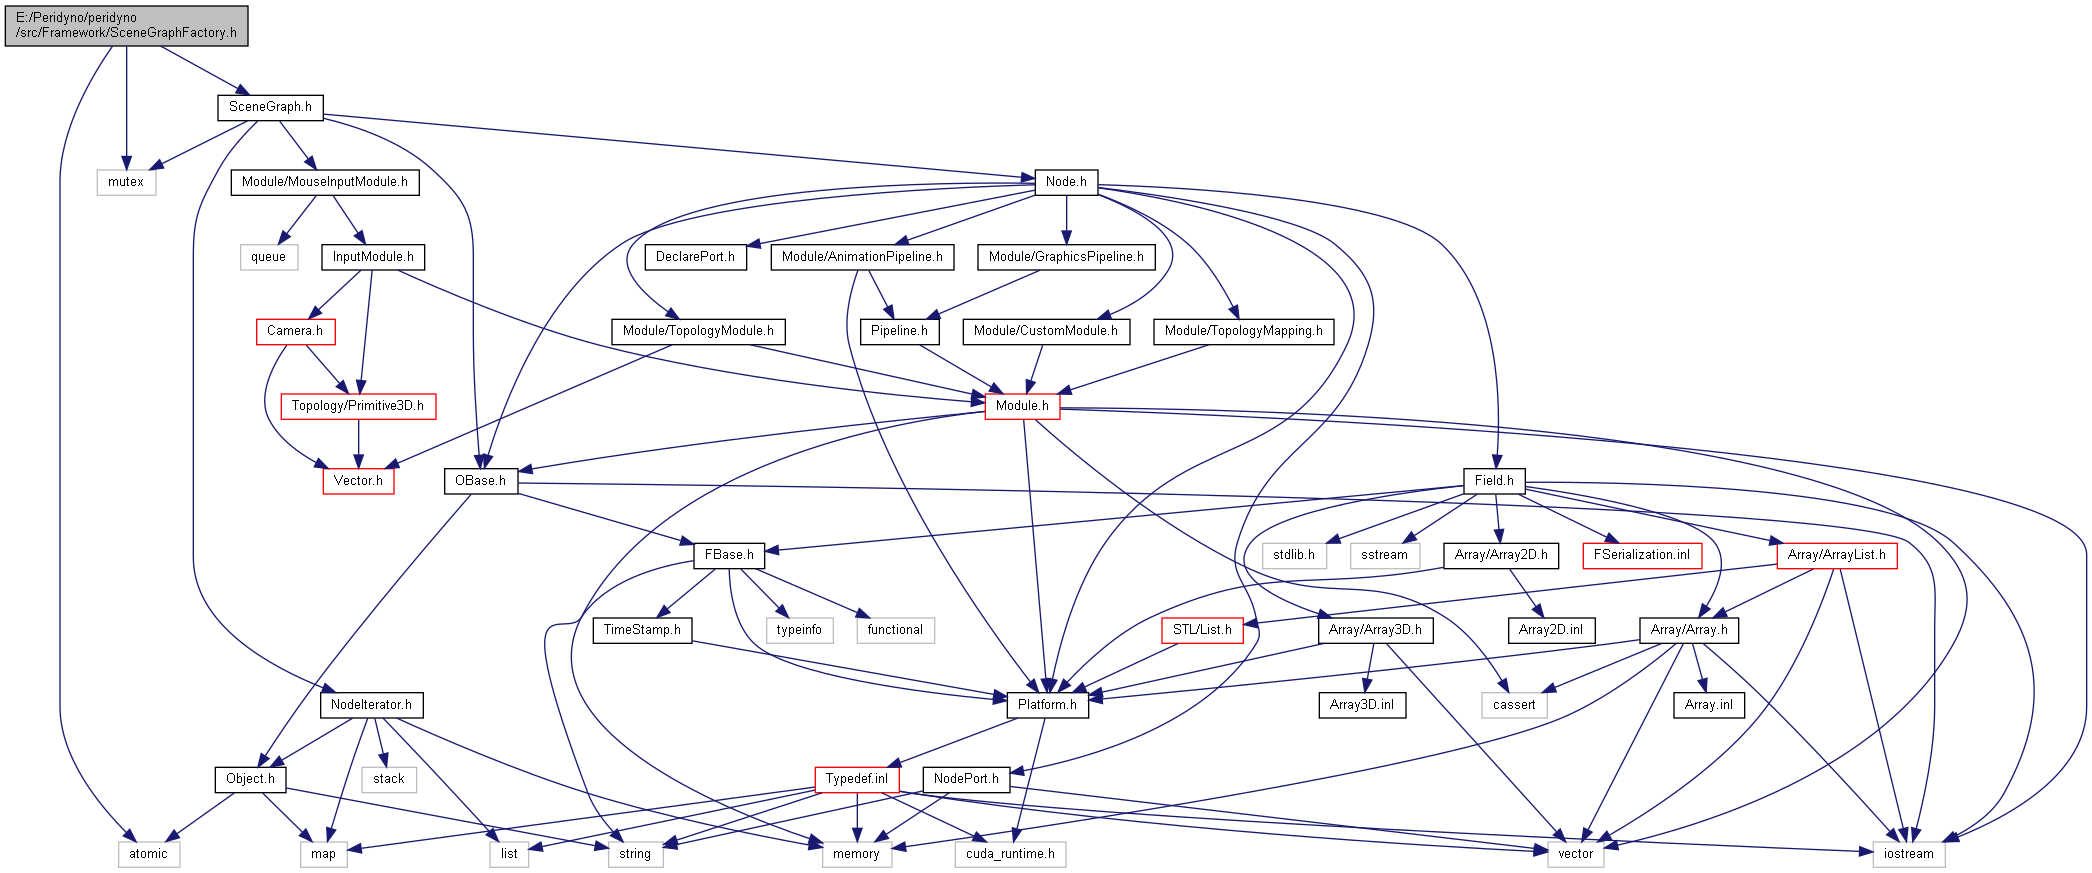 E:/Peridyno/peridyno
/src/Framework/SceneGraphFactory.h
SceneGraph.h
mutex
Module/MouseInputModule.h
Node.h
queue
InputModule.h
DeclarePort.h
Module/AnimationPipeline.h
Module/GraphicsPipeline.h
Camera.h
Module/TopologyModule.h
Pipeline.h
Module/CustomModule.h
Module/TopologyMapping.h
Topology/Primitive3D.h
Module.h
Vector.h
OBase.h
Field.h
FBase.h
stdlib.h
sstream
Array/Array2D.h
FSerialization.inl
Array/ArrayList.h
TimeStamp.h
typeinfo
functional
STL/List.h
Array/Array3D.h
Array2D.inl
Array/Array.h
NodeIterator.h
Platform.h
Array3D.inl
cassert
Array.inl
Object.h
stack
Typedef.inl
NodePort.h
atomic
map
list
string
memory
cuda_runtime.h
vector
iostream